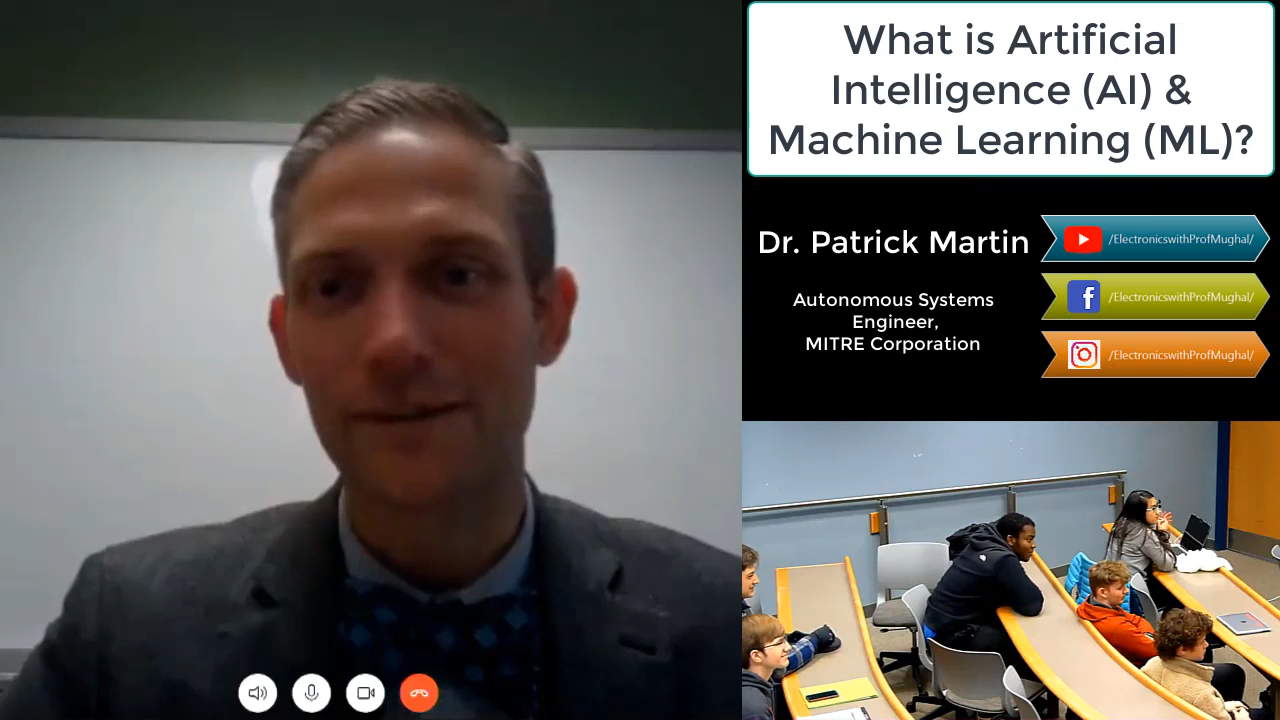 What is Artificial
Intelligence (AI) &
Machine Learning (ML)?
Dr. Patrick Martin
Autonomous Systems
Engineer,
MITRE Corporation
/ElectronicswithProfMughal/
/ElectronicswithProfMughal/
/ElectronicswithProfMughal/